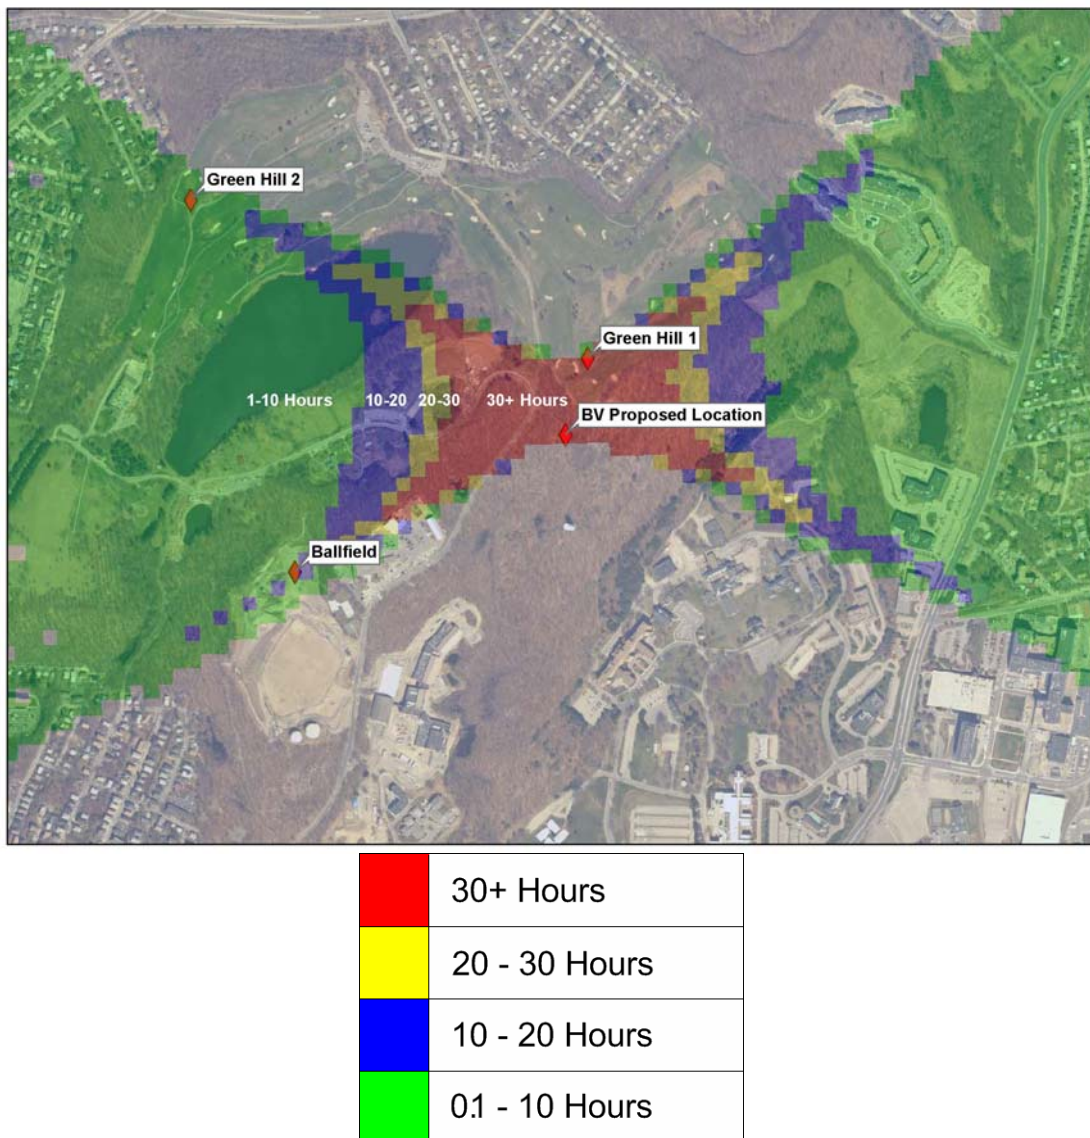 Green Hill 2
Green Hill 1
1-10 Hours
10-20
20-30
30+ Hours
BV Proposed Location
Ballfield
30+ Hours
20 - 30 Hours
10 - 20 Hours
0.1 - 10 Hours